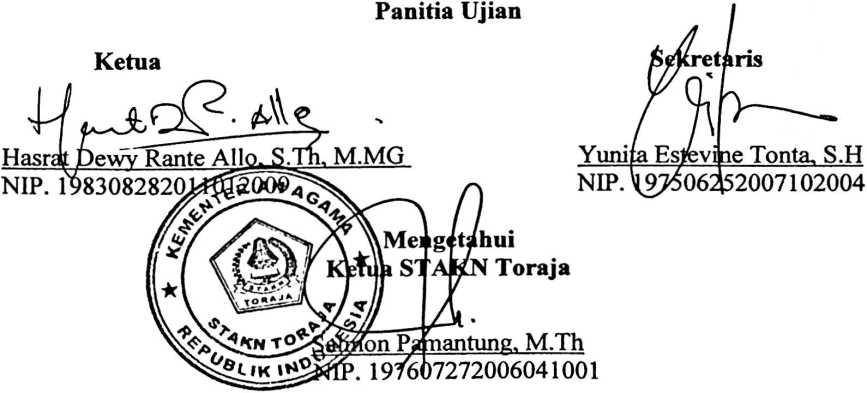 Panitia Ujian
Ketua
Sekretaris
Hasrat Dewy Rante Allo, S.Th, M.MG
NIP. 198308282011012009
Yunita Estevine Tonta, S.H
NIP. 197506252007102004
Mengetahui
Ketua STAKN Toraja
Salmon Pamantung, M.Th
NIP. 197607272006041001
KEMENTERIAN AGAMA
REPUBLIK INDONESIA
STAKN TORAJA
STAKN
TORAJA